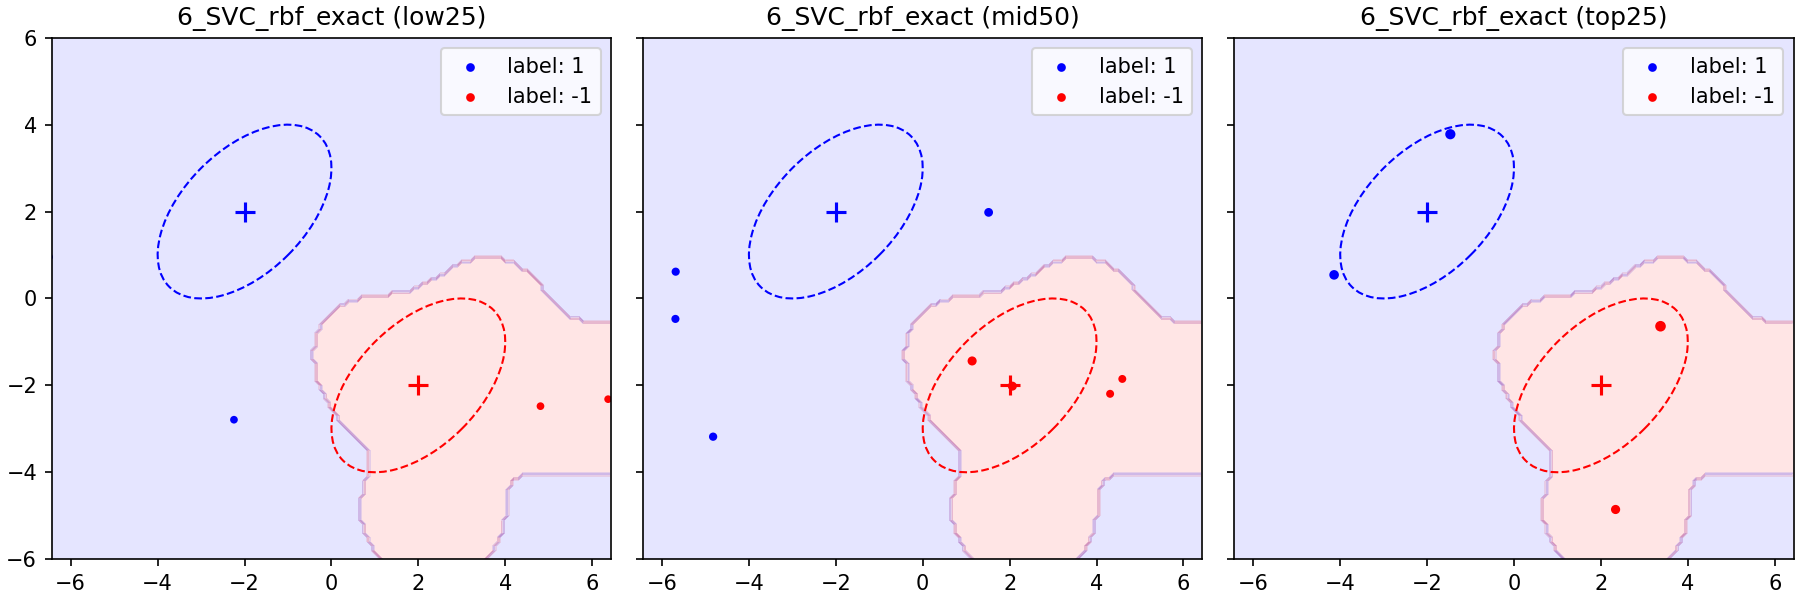 6_SVC_rbf_exact (low25)
6_SVC_rbf_exact (mid50)
6_SVC_rbf_exact (top25)
label: 1
label: -1
label: 1
label: -1
label: 1
label: -1
6
4
2
0
−2
−4
−6
−6 −4 −2 0 2 4 6
−6 −4 −2 0 2 4 6
−6 −4 −2 0 2 4 6